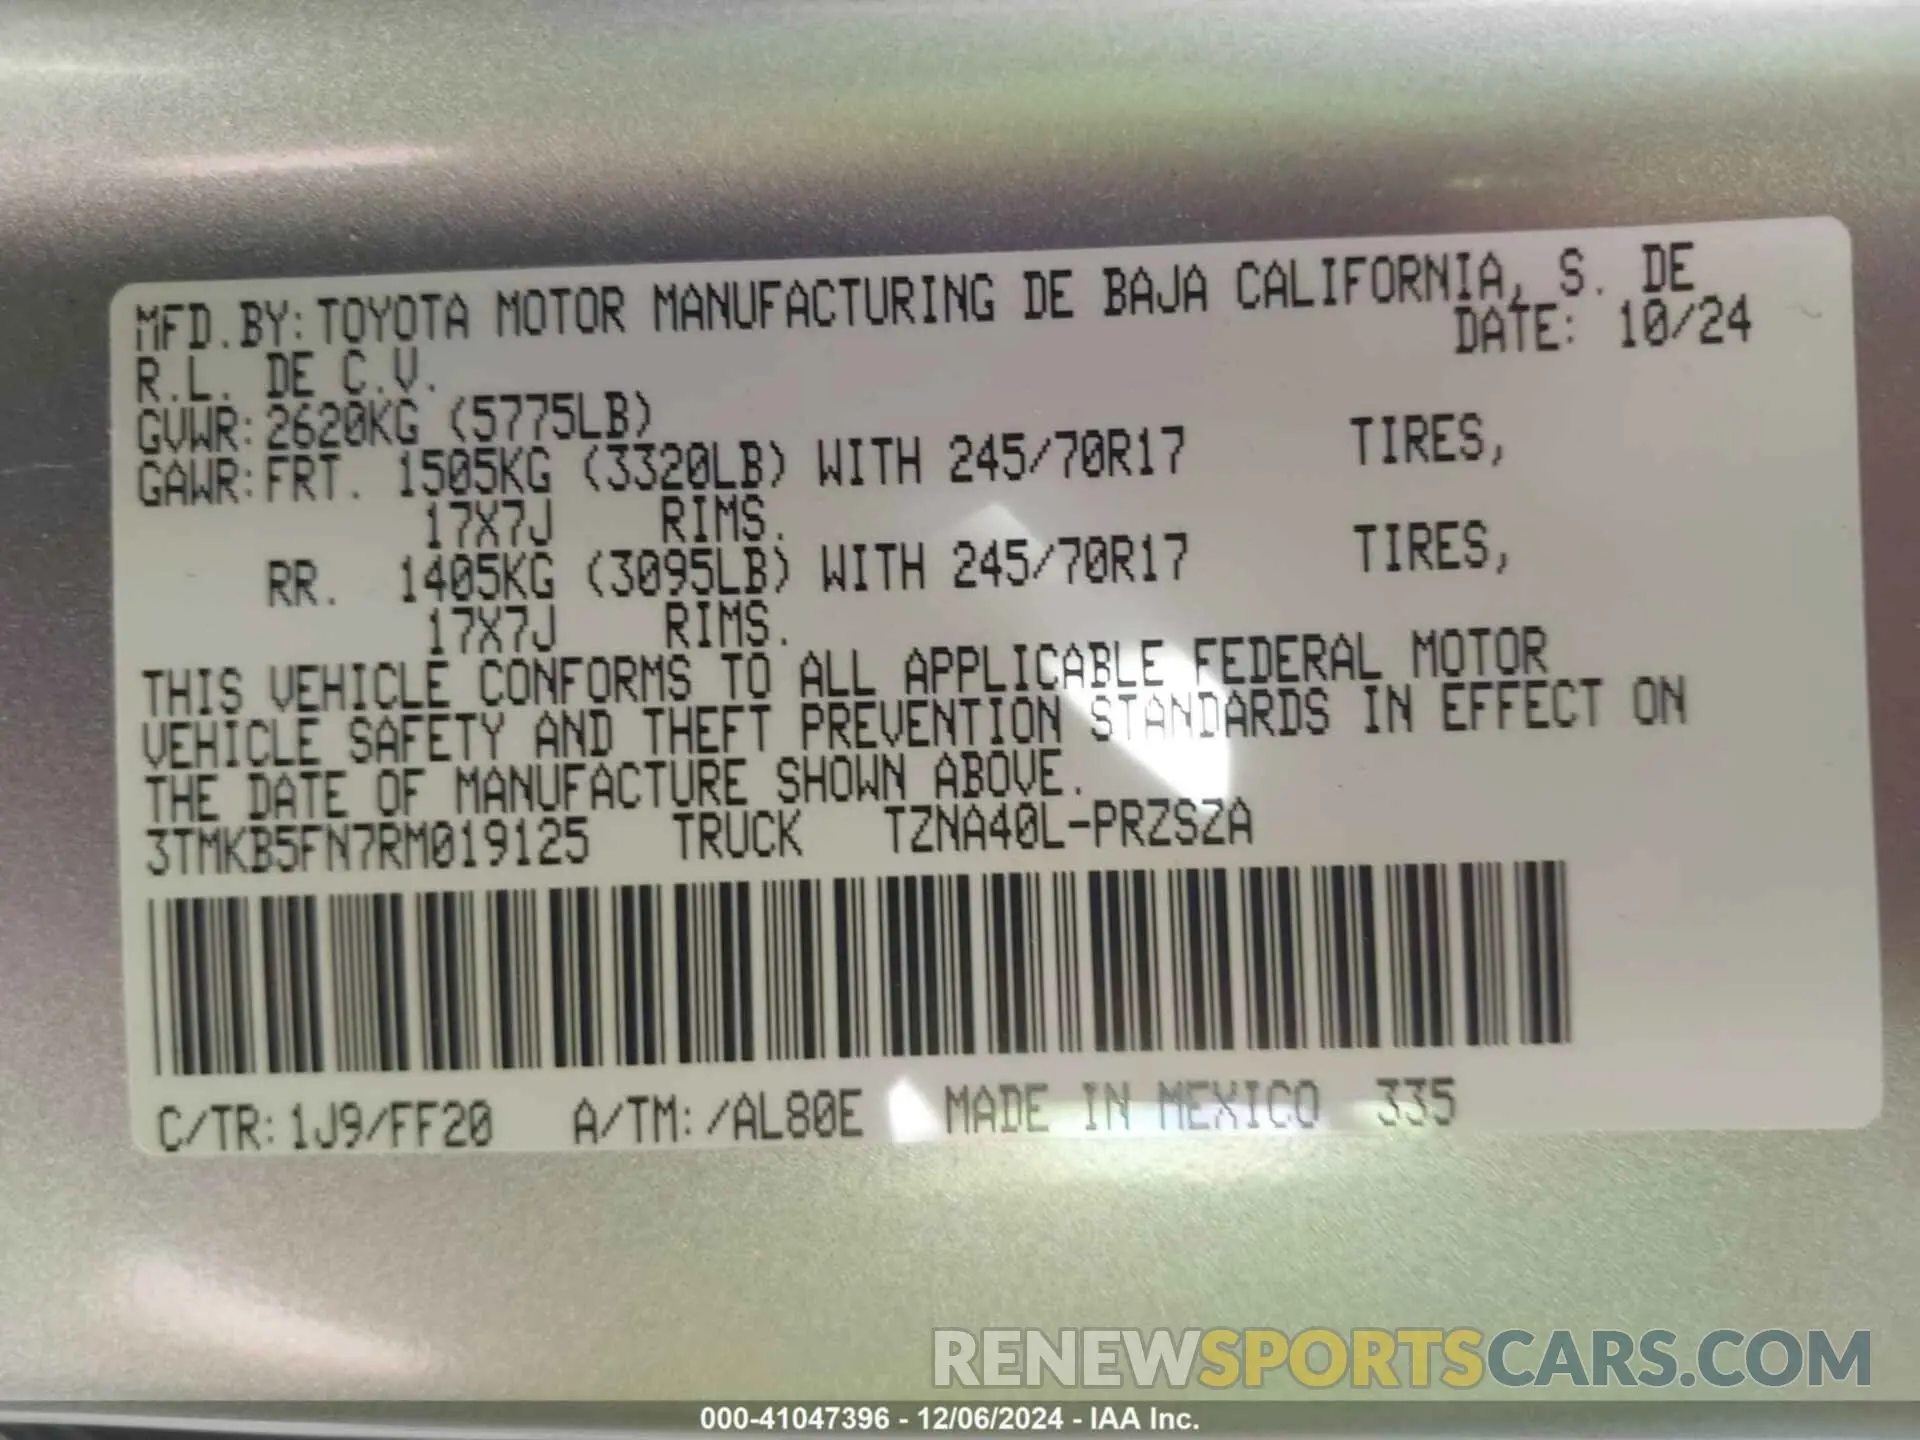 MFD.BY: TOYOTA MOTOR MANUFACTURING DE BAJA CALIFORNIA, S. DE
R.L. DE C.V. DATE: 10/24
GVWR: 2620KG (5775LB)
GAWR: FRT. 1505KG (3320LB) WITH 245/70R17 TIRES,
17X7J RIMS.
RR. 1405KG (3095LB) WITH 245/70R17 TIRES,
17X7J RIMS.
THIS VEHICLE CONFORMS TO ALL APPLICABLE FEDERAL MOTOR
VEHICLE SAFETY AND THEFT PREVENTION STANDARDS IN EFFECT ON
THE DATE OF MANUFACTURE SHOWN ABOVE.
3TMKB5FN7RM019125 TRUCK TZNA40L-PRZSZA
C/TR: 1J9/FF20 A/TM: /AL80E MADE IN MEXICO 335
RENEWSPORTSCARS.COM
000-41047396 - 12/06/2024 - IAA Inc.